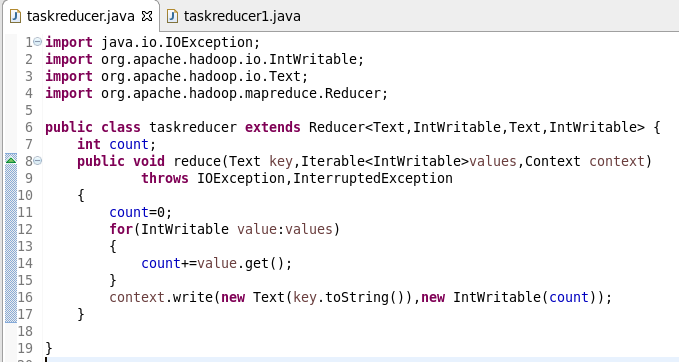 taskreducer.java taskreducer1.java
1 import java.io.IOException;
2 import org.apache.hadoop.io.IntWritable;
3 import org.apache.hadoop.io.Text;
4 import org.apache.hadoop.mapreduce.Reducer;
5
6 public class taskreducer extends Reducer<Text,IntWritable,Text,IntWritable> {
7     int count;
8     public void reduce(Text key,Iterable<IntWritable>values,Context context)
9             throws IOException,InterruptedException
10     {
11         count=0;
12         for(IntWritable value:values)
13         {
14             count+=value.get();
15         }
16         context.write(new Text(key.toString()),new IntWritable(count));
17     }
18
19 }